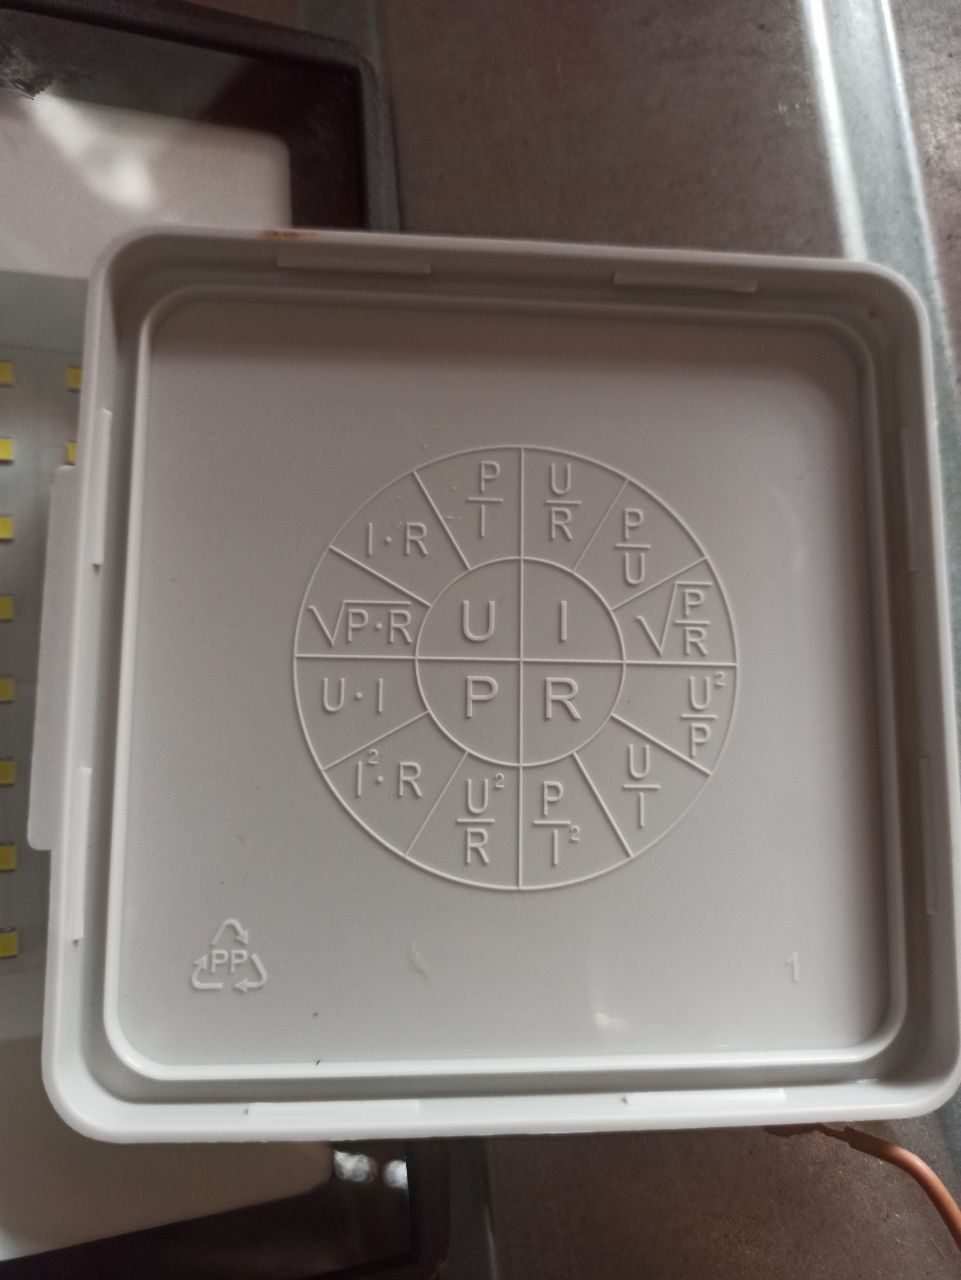 P/I
U/R
I·R
P/U
√P·R
U
I
√P/R
U·I
P
R
U²/P
I²·R
U/I
U²/R
P/I²
PP
1